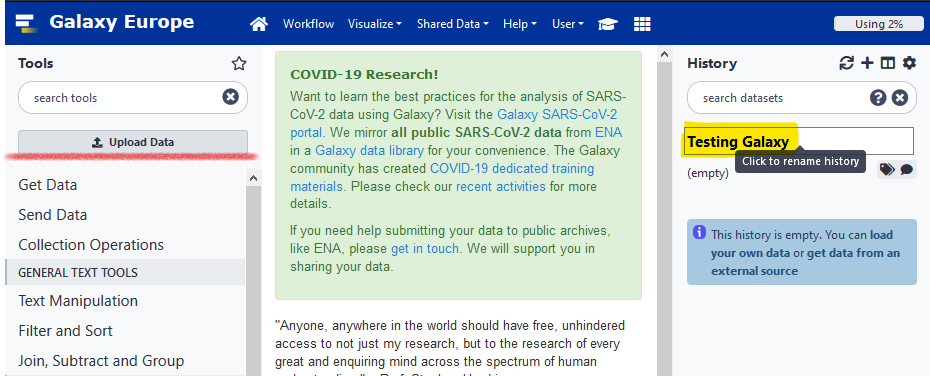 Galaxy Europe
Workflow Visualize Shared Data Help User Using 2%
Tools
search tools
Upload Data
Get Data
Send Data
Collection Operations
GENERAL TEXT TOOLS
Text Manipulation
Filter and Sort
Join, Subtract and Group
COVID-19 Research!
Want to learn the best practices for the analysis of SARS-
CoV-2 data using Galaxy? Visit the Galaxy SARS-CoV-2
portal. We mirror all public SARS-CoV-2 data from ENA
in a Galaxy data library for your convenience. The Galaxy
community has created COVID-19 dedicated training
materials. Please check our recent activities for more
details.
If you need help submitting your data to public archives,
like ENA, please get in touch. We will support you in
sharing your data.
"Anyone, anywhere in the world should have free, unhindered
access to not just my research, but to the research of every
great and enquiring mind across the spectrum of human
History
search datasets
Testing Galaxy
Click to rename history
(empty)
This history is empty. You can load
your own data or get data from an
external source